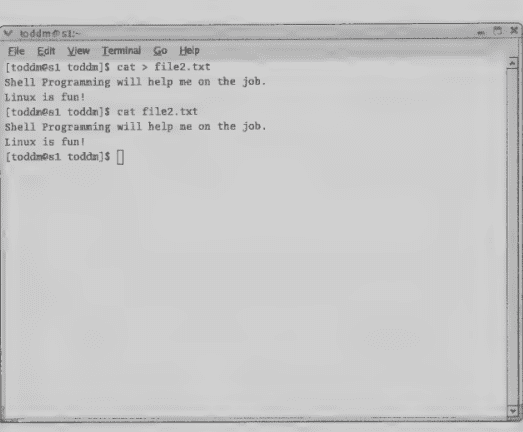 toddm@s1:~
File Edit View Terminal Go Help
[toddm@s1 toddm]$ cat > file2.txt
Shell Programming will help me on the job.
Linux is fun!
[toddm@s1 toddm]$ cat file2.txt
Shell Programming will help me on the job.
Linux is fun!
[toddm@s1 toddm]$